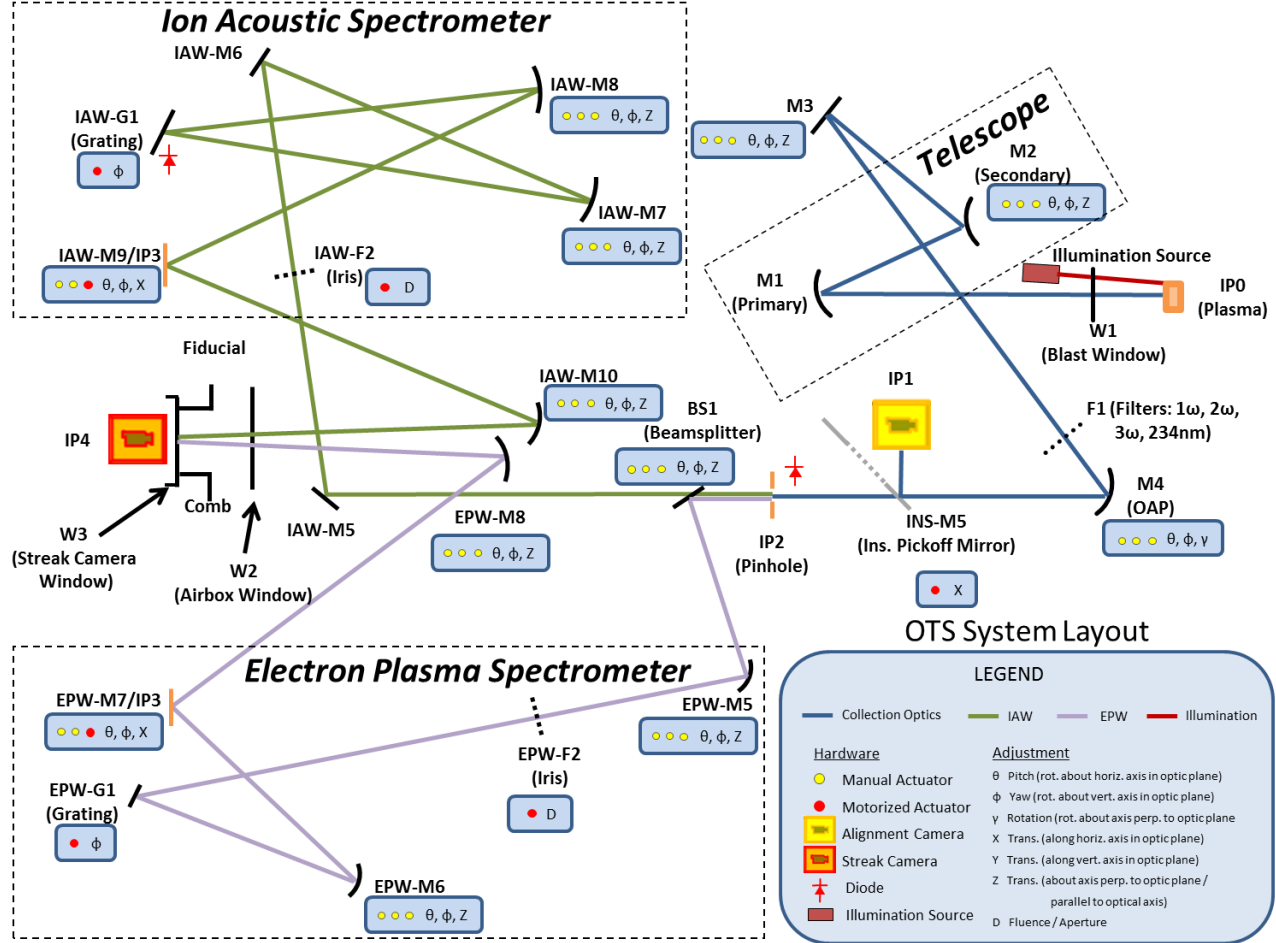 Ion Acoustic Spectrometer
IAW-M6
IAW-M8
θ, ϕ, Z
IAW-G1
(Grating)
ϕ
IAW-M7
θ, ϕ, Z
IAW-M9/IP3
θ, ϕ, X
IAW-F2
(Iris)
D
M3
θ, ϕ, Z
Telescope
M2
(Secondary)
θ, ϕ, Z
M1
(Primary)
Illumination Source
IP0
(Plasma)
W1
(Blast Window)
Fiducial
IP4
Comb
W3
(Streak Camera
Window)
W2
(Airbox Window)
IAW-M5
IAW-M10
θ, ϕ, Z
EPW-M8
θ, ϕ, Z
BS1
(Beamsplitter)
θ, ϕ, Z
IP2
(Pinhole)
IP1
INS-M5
(Ins. Pickoff Mirror)
X
F1 (Filters: 1ω, 2ω,
3ω, 234nm)
M4
(OAP)
θ, ϕ, γ
Electron Plasma Spectrometer
EPW-M7/IP3
θ, ϕ, X
EPW-G1
(Grating)
ϕ
EPW-M6
θ, ϕ, Z
EPW-F2
(Iris)
D
EPW-M5
θ, ϕ, Z
OTS System Layout
LEGEND
Collection Optics
IAW
EPW
Illumination
Hardware
Manual Actuator
Motorized Actuator
Alignment Camera
Streak Camera
Diode
Illumination Source
Adjustment
θ Pitch (rot. about horiz. axis in optic plane)
ϕ Yaw (rot. about vert. axis in optic plane)
γ Rotation (rot. about axis perp. to optic plane
X Trans. (along horiz. axis in optic plane)
Y Trans. (along vert. axis in optic plane)
Z Trans. (about axis perp. to optic plane /
parallel to optical axis)
D Fluence / Aperture